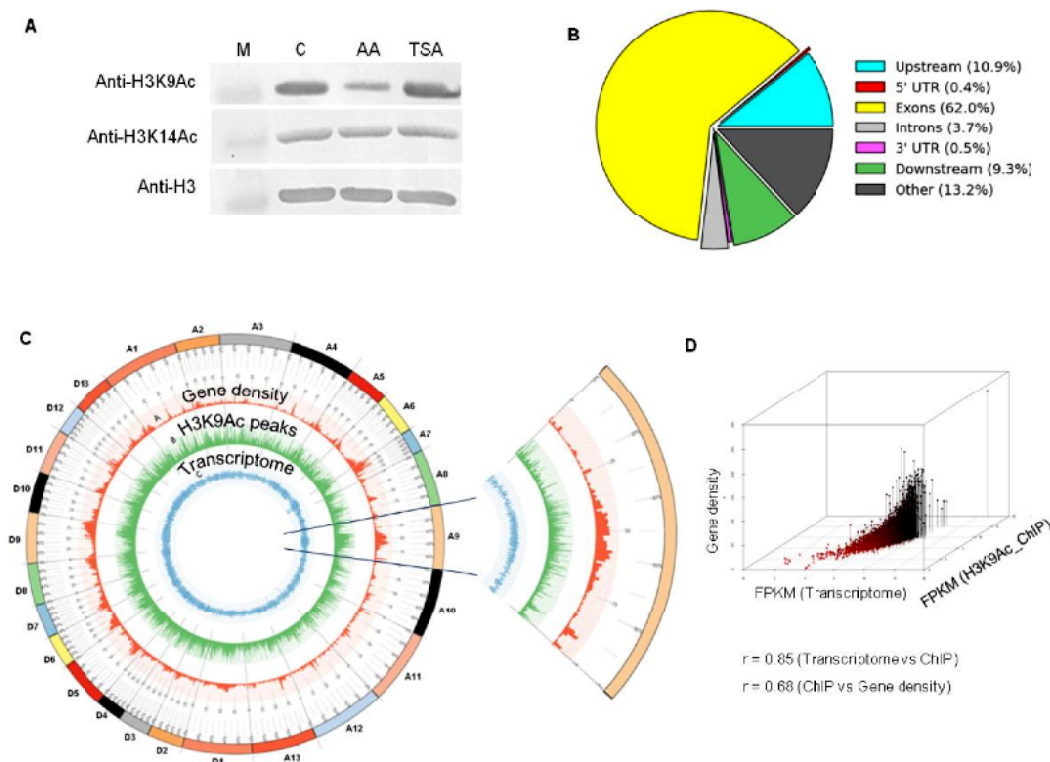 A
M C AA TSA
Anti-H3K9Ac
Anti-H3K14Ac
Anti-H3
B
Upstream (10.9%)
5' UTR (0.4%)
Exons (62.0%)
Introns (3.7%)
3' UTR (0.5%)
Downstream (9.3%)
Other (13.2%)
C
A1
A2
A3
A4
A5
A6
A7
A8
A9
A10
A11
A12
A13
D1
D2
D3
D4
D5
D6
D7
D8
D9
D10
D11
D12
D13
A
Gene density
B
H3K9Ac peaks
C
Transcriptome
D
Gene density
FPKM (Transcriptome)
FPKM (H3K9Ac_ChIP)
r = 0.85 (Transcriptome vs ChIP)
r = 0.68 (ChIP vs Gene density)